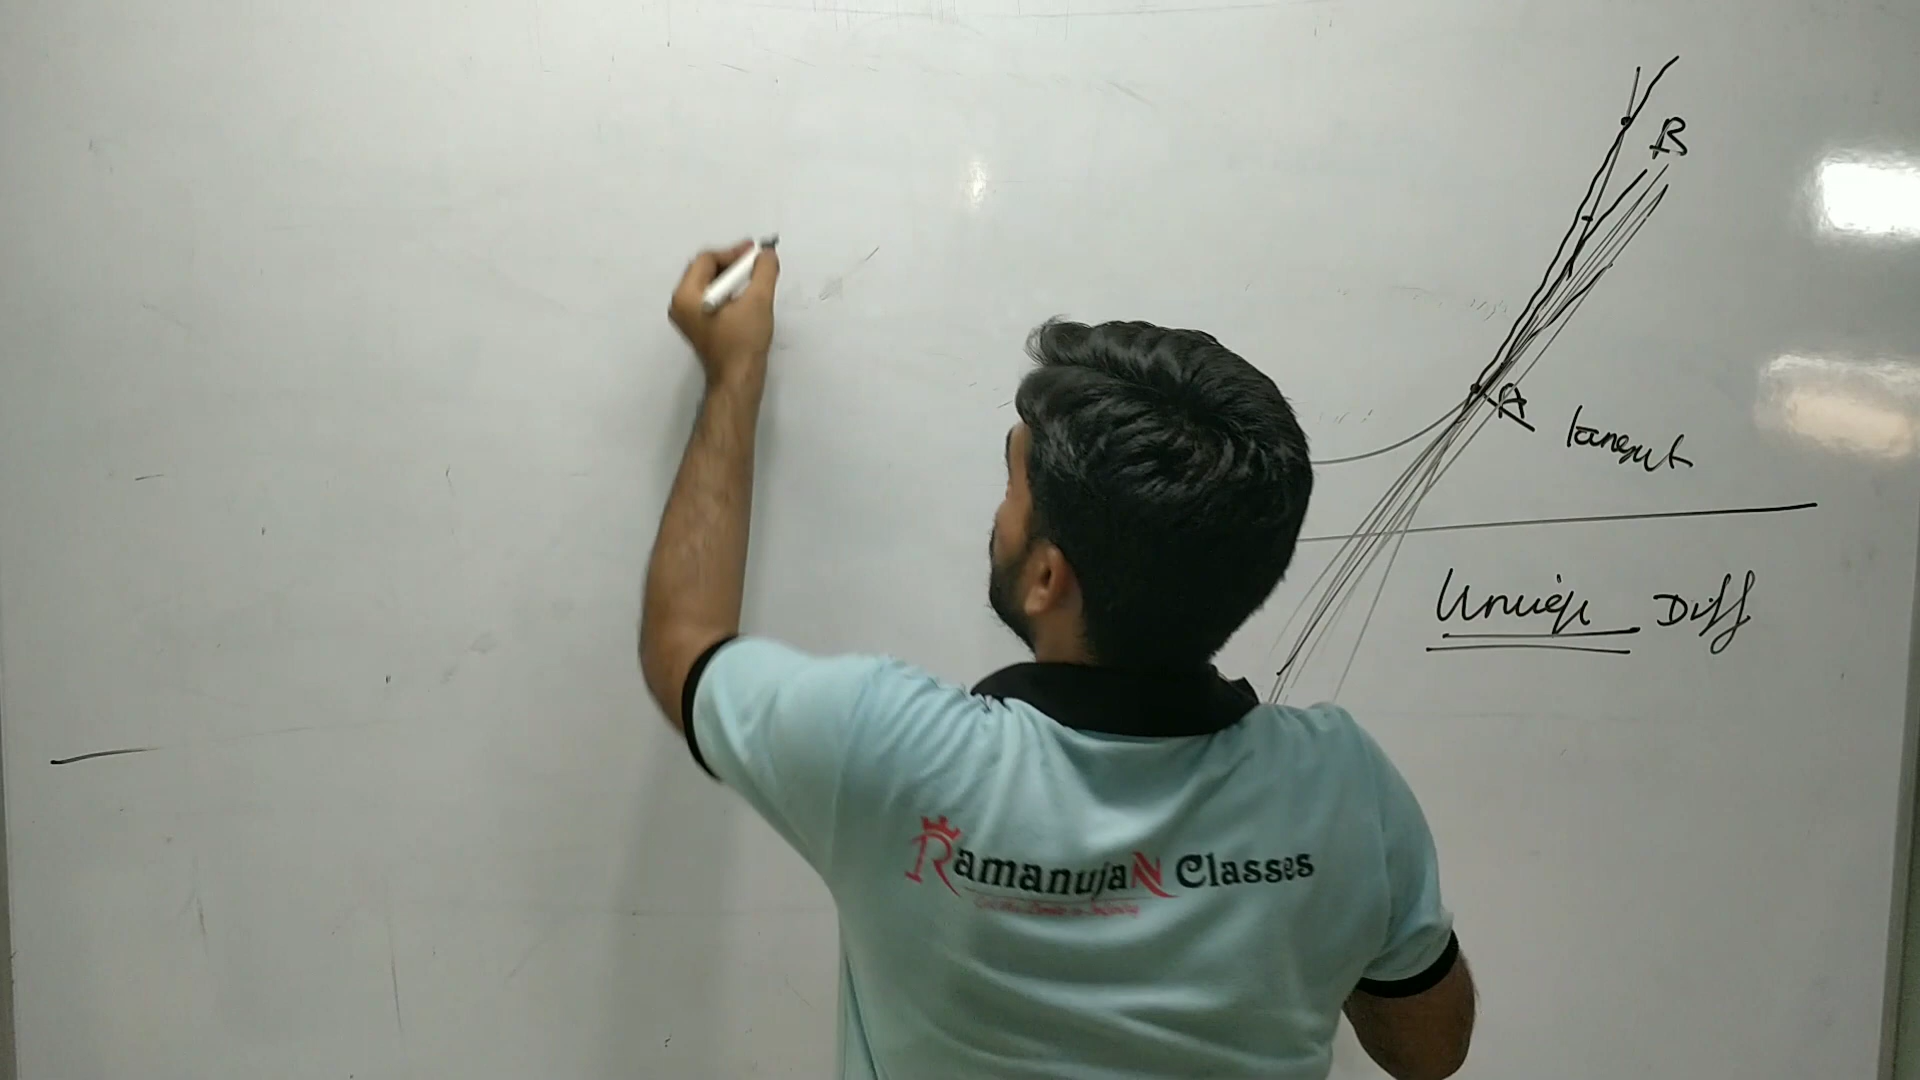 B
A
tangent
Unique Diff
RamanujaN Classes